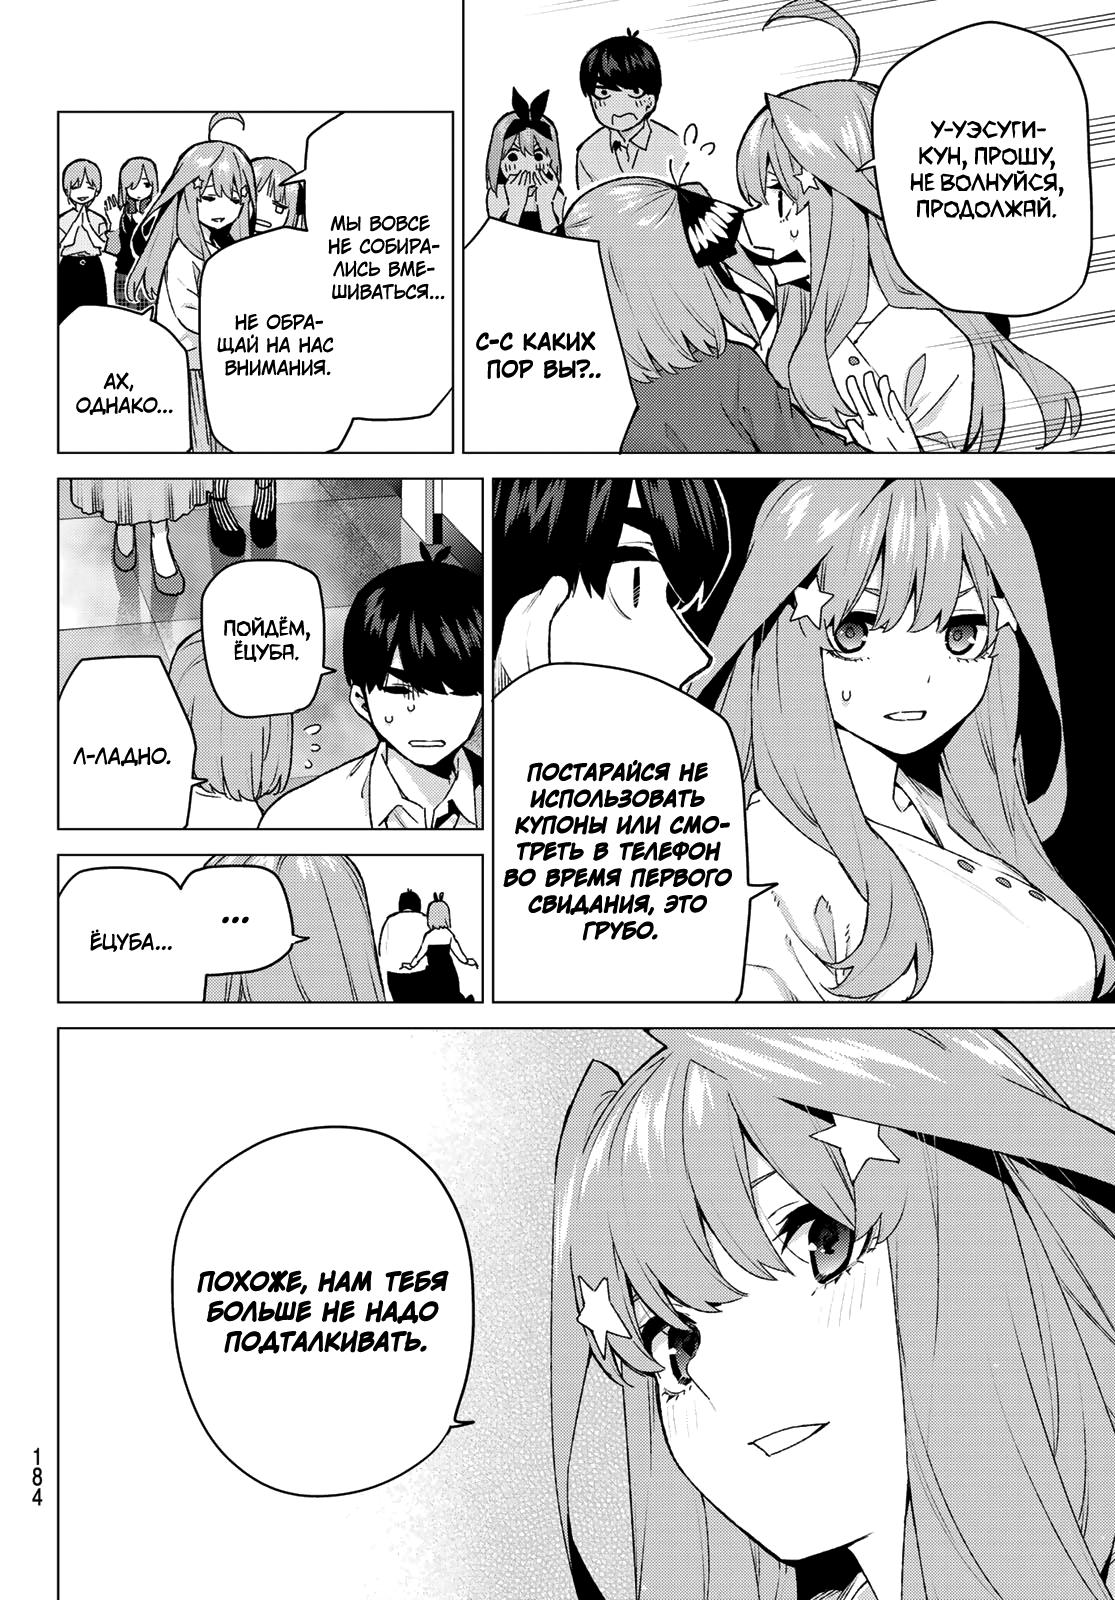 У-УЭСУГИ-
КУН, ПРОШУ,
НЕ ВОЛНУЙСЯ,
ПРОДОЛЖАЙ.
С-С КАКИХ
ПОР ВЫ?..
МЫ ВОВСЕ
НЕ СОБИРА-
ЛИСЬ ВМЕ-
ШИВАТЬСЯ...
НЕ ОБРА-
ЩАЙ НА НАС
ВНИМАНИЯ.
АХ,
ОДНАКО...
ПОСТАРАЙСЯ НЕ
ИСПОЛЬЗОВАТЬ
КУПОНЫ ИЛИ СМО-
ТРЕТЬ В ТЕЛЕФОН
ВО ВРЕМЯ ПЕРВОГО
СВИДАНИЯ, ЭТО
ГРУБО.
ПОЙДЁМ,
ЁЦУБА.
Л-ЛАДНО.
...
ЁЦУБА...
ПОХОЖЕ, НАМ ТЕБЯ
БОЛЬШЕ НЕ НАДО
ПОДТАЛКИВАТЬ.
184